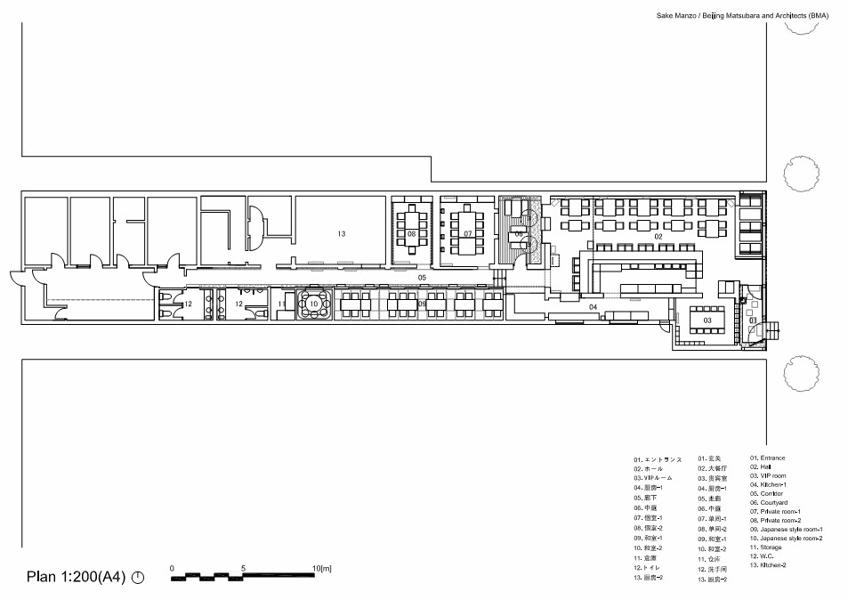 Sake Manzo / Beijing Matsubara and Architects (BMA)
13
08
07
06
02
05
12
12
11
10
09
04
03
01
01. エントランス
02. ホール
03. VIPルーム
04. 厨房-1
05. 廊下
06. 中庭
07. 個室-1
08. 個室-2
09. 和室-1
10. 和室-2
11. 倉庫
12. トイレ
13. 厨房-2
01. 玄关
02. 大餐厅
03. 贵宾室
04. 厨房-1
05. 走廊
06. 中庭
07. 单间-1
08. 单间-2
09. 和室-1
10. 和室-2
11. 仓库
12. 洗手间
13. 厨房-2
01. Entrance
02. Hall
03. VIP room
04. Kitchen-1
05. Corridor
06. Courtyard
07. Private room-1
08. Private room-2
09. Japanese style room-1
10. Japanese style room-2
11. Storage
12. W.C.
13. Kitchen-2
Plan 1:200(A4)
0 5 10[m]